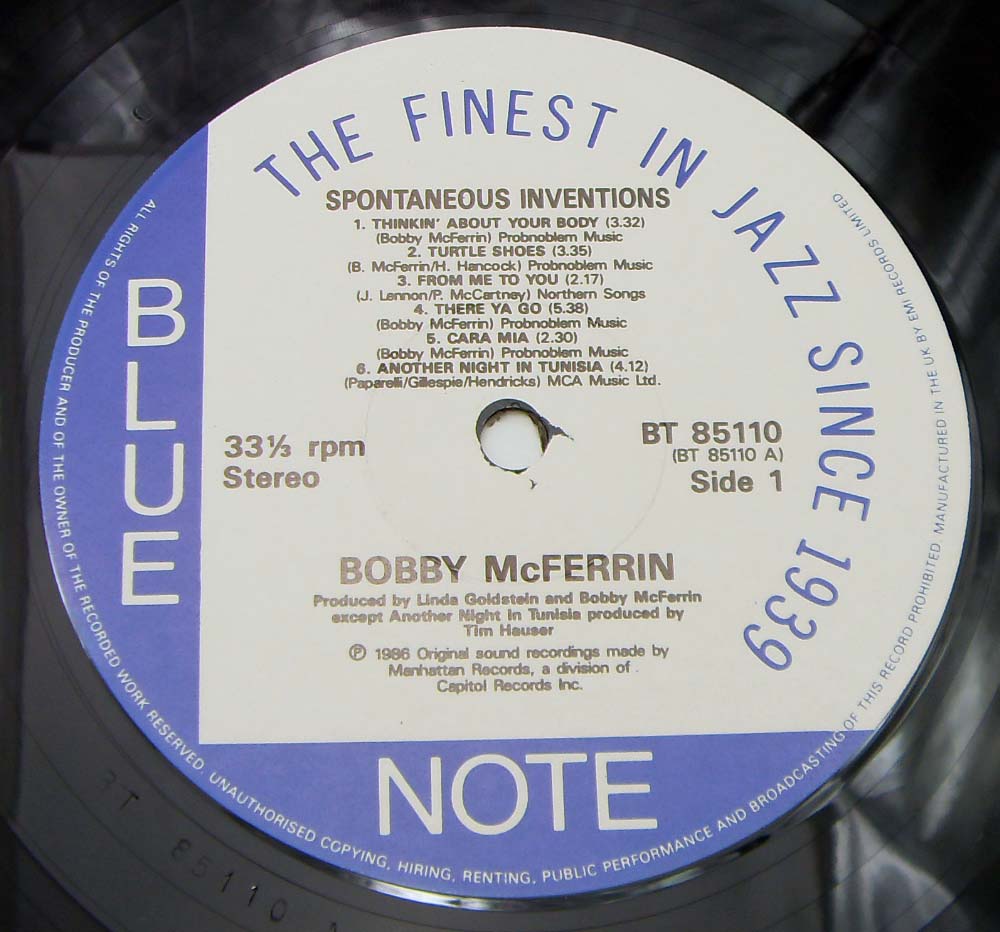 THE FINEST IN JAZZ SINCE 1939
SPONTANEOUS INVENTIONS
1. THINKIN' ABOUT YOUR BODY (3.32)
(Bobby McFerrin) Probnoblem Music
2. TURTLE SHOES (3.35)
(B. McFerrin/H. Hancock) Probnoblem Music
3. FROM ME TO YOU (2.17)
(J. Lennon/P. McCartney) Northern Songs
4. THERE YA GO (5.38)
(Bobby McFerrin) Probnoblem Music
5. CARA MIA (2.30)
(Bobby McFerrin) Probnoblem Music
6. ANOTHER NIGHT IN TUNISIA (4.12)
(Paparelli/Gillespie/Hendricks) MCA Music Ltd.
33⅓ rpm
Stereo
BT 85110
(BT 85110 A)
Side 1
BOBBY McFERRIN
Produced by Linda Goldstein and Bobby McFerrin
except Another Night In Tunisia produced by
Tim Hauser
℗ 1986 Original sound recordings made by
Manhattan Records, a division of
Capitol Records Inc.
BLUE
NOTE
ALL RIGHTS OF THE PRODUCER AND OF THE OWNER OF THE RECORDED WORK RESERVED. UNAUTHORISED COPYING, HIRING, RENTING, PUBLIC PERFORMANCE AND BROADCASTING OF THIS RECORD PROHIBITED. MANUFACTURED IN THE UK BY EMI RECORDS LIMITED
BT 85110